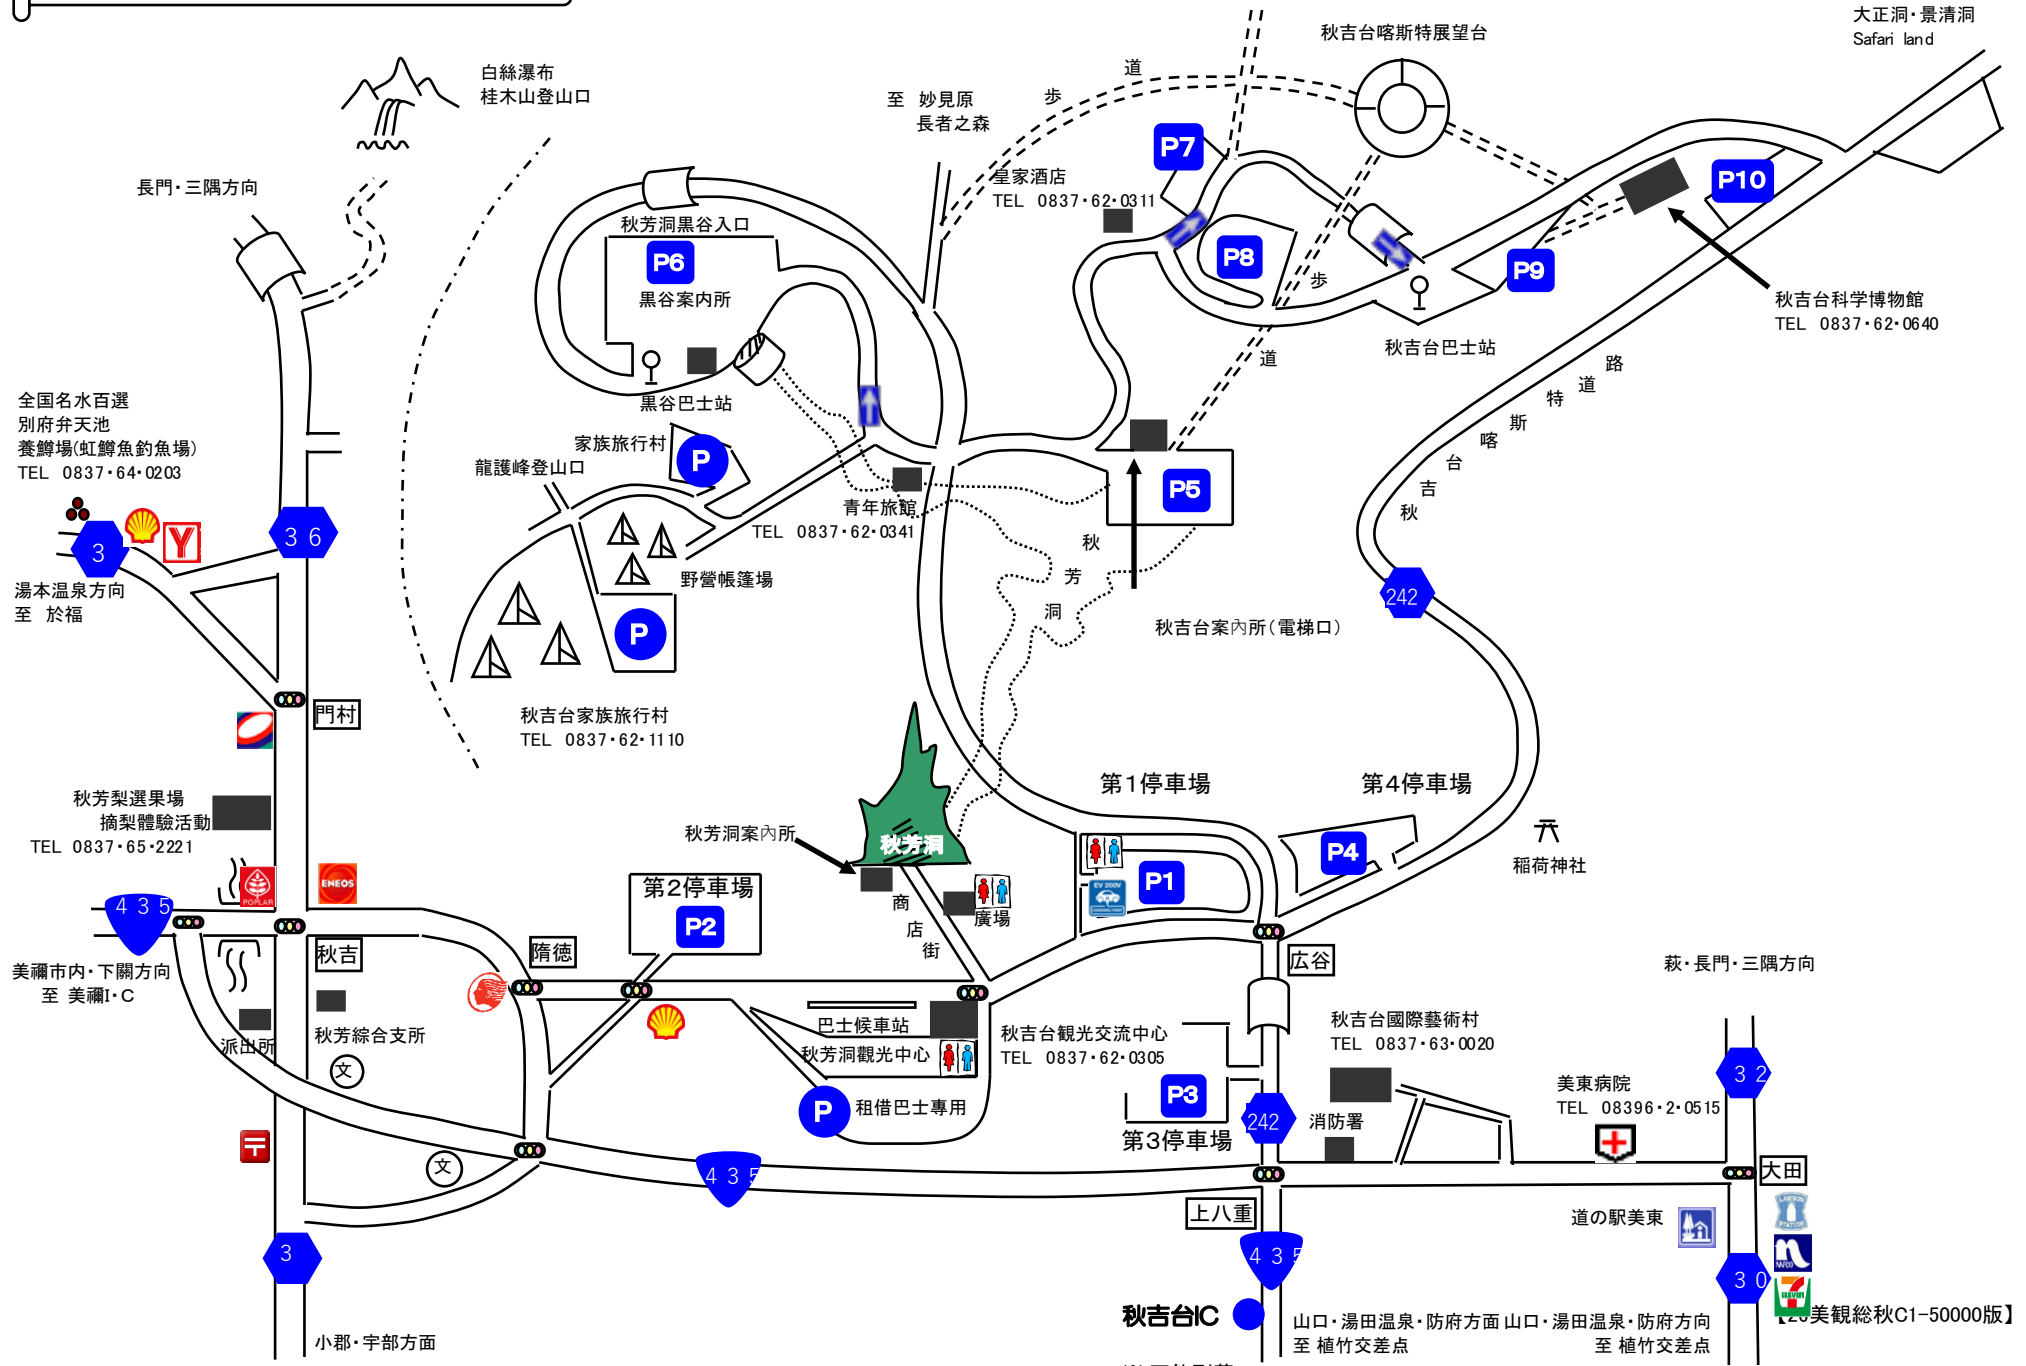 大正洞・景清洞
Safari land
秋吉台喀斯特展望台
白絲瀑布
桂木山登山口
道
步
至 妙見原
長者之森
P7
皇家酒店
TEL 0837・62・0311
長門・三隅方向
P10
秋芳洞黒谷入口
P6
黒谷案内所
P8
步
道
P9
秋吉台科学博物館
TEL 0837・62・0640
秋吉台巴士站
黒谷巴士站
全国名水百選
別府弁天池
養鱒場(虹鱒魚釣魚場)
TEL 0837・64・0203
家族旅行村
P
龍護峰登山口
秋吉台喀斯特道路
P5
青年旅館
TEL 0837・62・0341
3
36
秋芳洞
野營帳篷場
湯本温泉方向
至 於福
P
242
秋吉台案內所(電梯口)
門村
秋吉台家族旅行村
TEL 0837・62・1110
第1停車場
第4停車場
秋芳梨選果場
摘梨體驗活動
TEL 0837・65・2221
秋芳洞案內所
秋芳洞
P4
稲荷神社
EV 200V
P1
POPLAR
ENEOS
第2停車場
P2
商店街
廣場
435
秋吉
隋德
広谷
美禰市内・下關方向
至 美禰I・C
萩・長門・三隅方向
秋芳綜合支所
派出所
文
巴士候車站
秋芳洞觀光中心
秋吉台観光交流中心
TEL 0837・62・0305
秋吉台國際藝術村
TEL 0837・63・0020
P
租借巴士專用
P3
第3停車場
242
消防署
美東病院
TEL 08396・2・0515
32
文
435
大田
上八重
道の駅美東
LAWSON
STATION
NAFCO
3
435
30
ELEVEN
秋吉台IC
山口・湯田温泉・防府方面
至 植竹交差点
山口・湯田温泉・防府方向
至 植竹交差点
美観総秋C1-50000版】
小郡・宇部方面